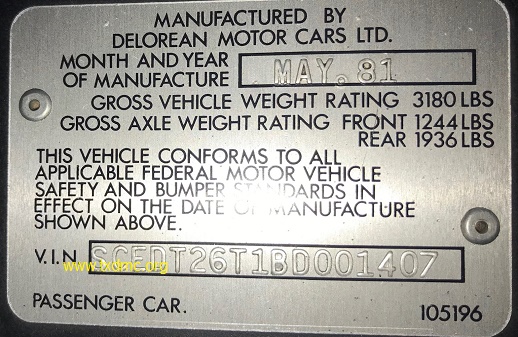 MANUFACTURED BY
DELOREAN MOTOR CARS LTD.
MONTH AND YEAR
OF MANUFACTURE MAY.81
GROSS VEHICLE WEIGHT RATING 3180 LBS
GROSS AXLE WEIGHT RATING FRONT 1244 LBS
REAR 1936 LBS
THIS VEHICLE CONFORMS TO ALL
APPLICABLE FEDERAL MOTOR VEHICLE
SAFETY AND BUMPER STANDARDS IN
EFFECT ON THE DATE OF MANUFACTURE
SHOWN ABOVE.
V.I.N SCEDT26T1BD001407
www.txdmc.org
PASSENGER CAR. 105196